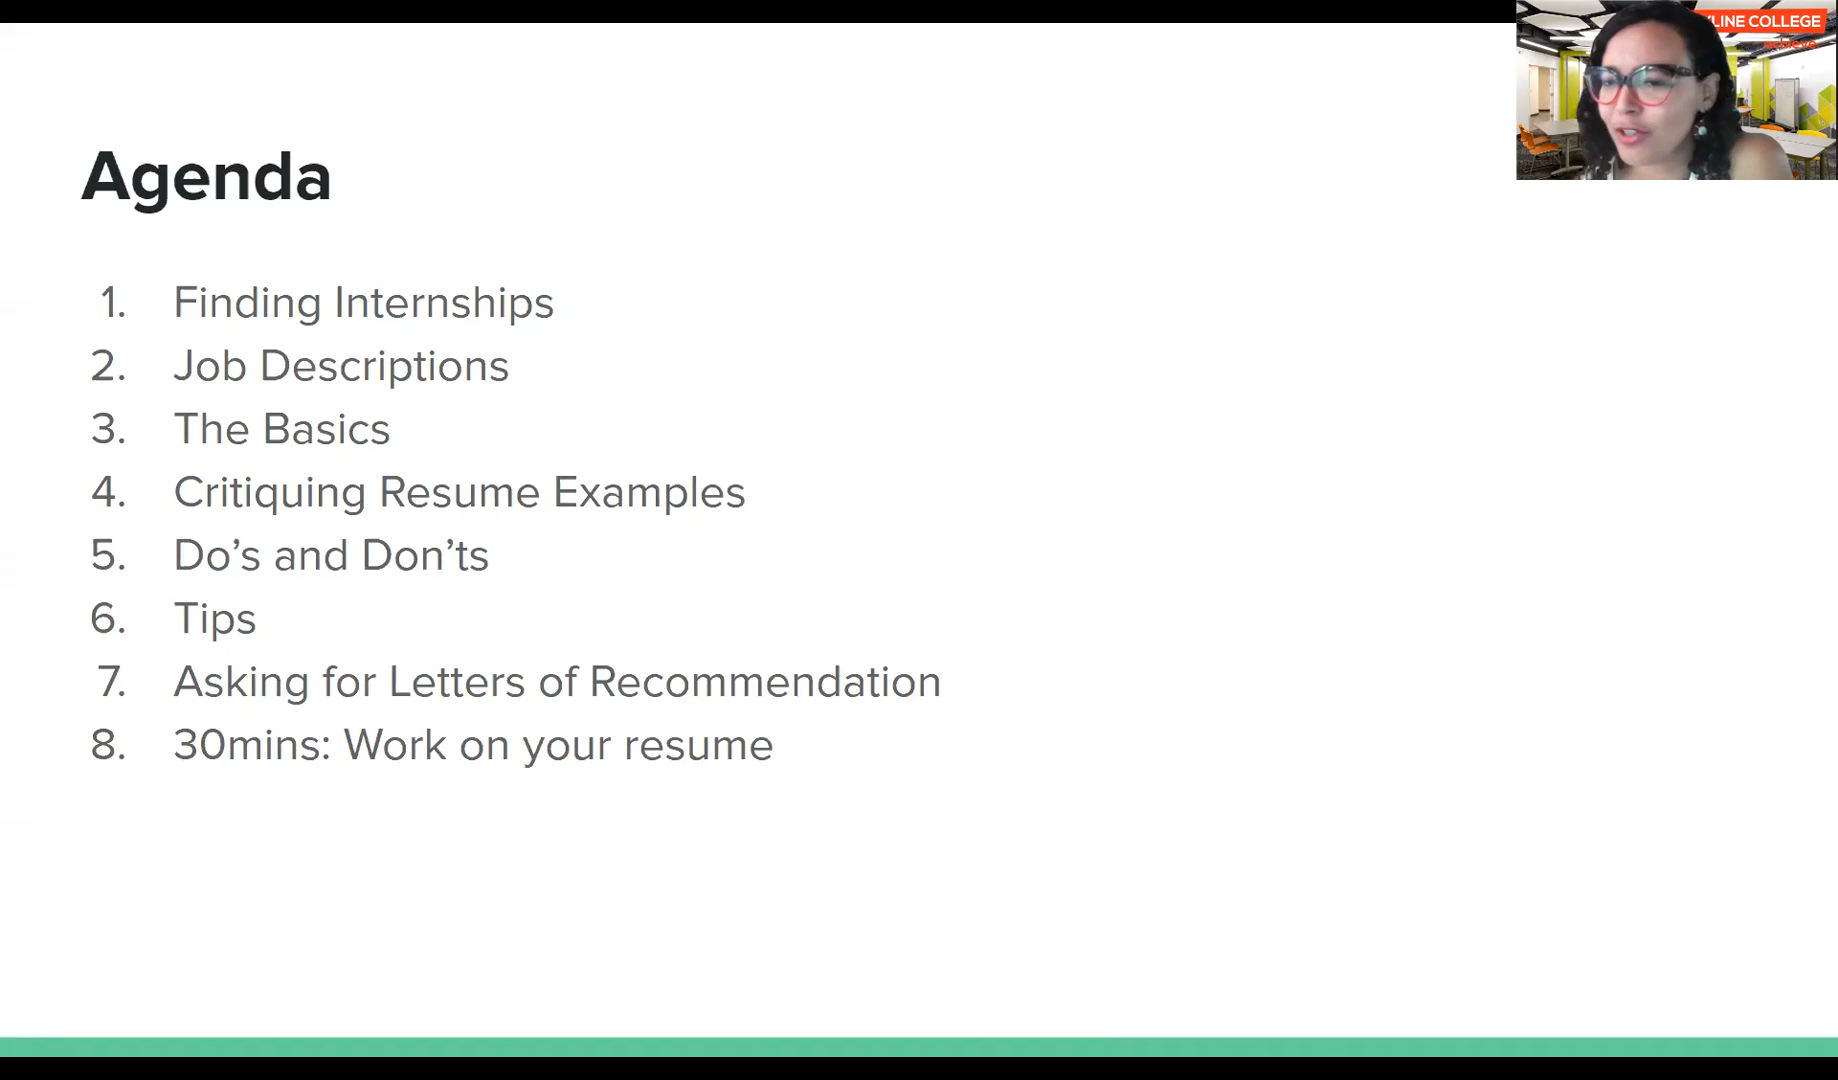 LINE COLLEGE
achieve
Agenda
1. Finding Internships
2. Job Descriptions
3. The Basics
4. Critiquing Resume Examples
5. Do’s and Don’ts
6. Tips
7. Asking for Letters of Recommendation
8. 30mins: Work on your resume